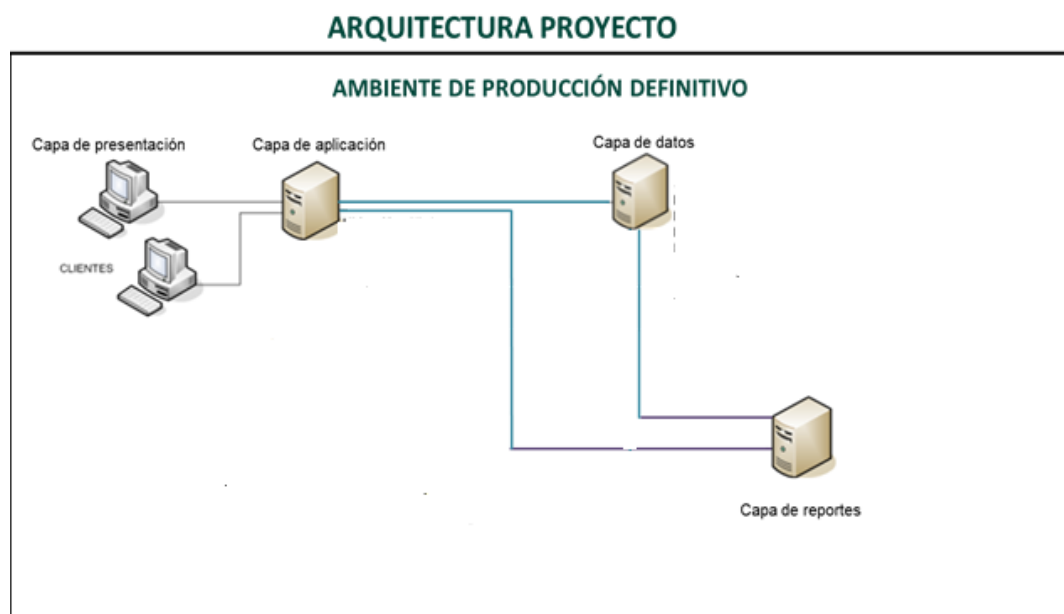 ARQUITECTURA PROYECTO
AMBIENTE DE PRODUCCIÓN DEFINITIVO
Capa de presentación
Capa de aplicación
Capa de datos
CLIENTES
Capa de reportes